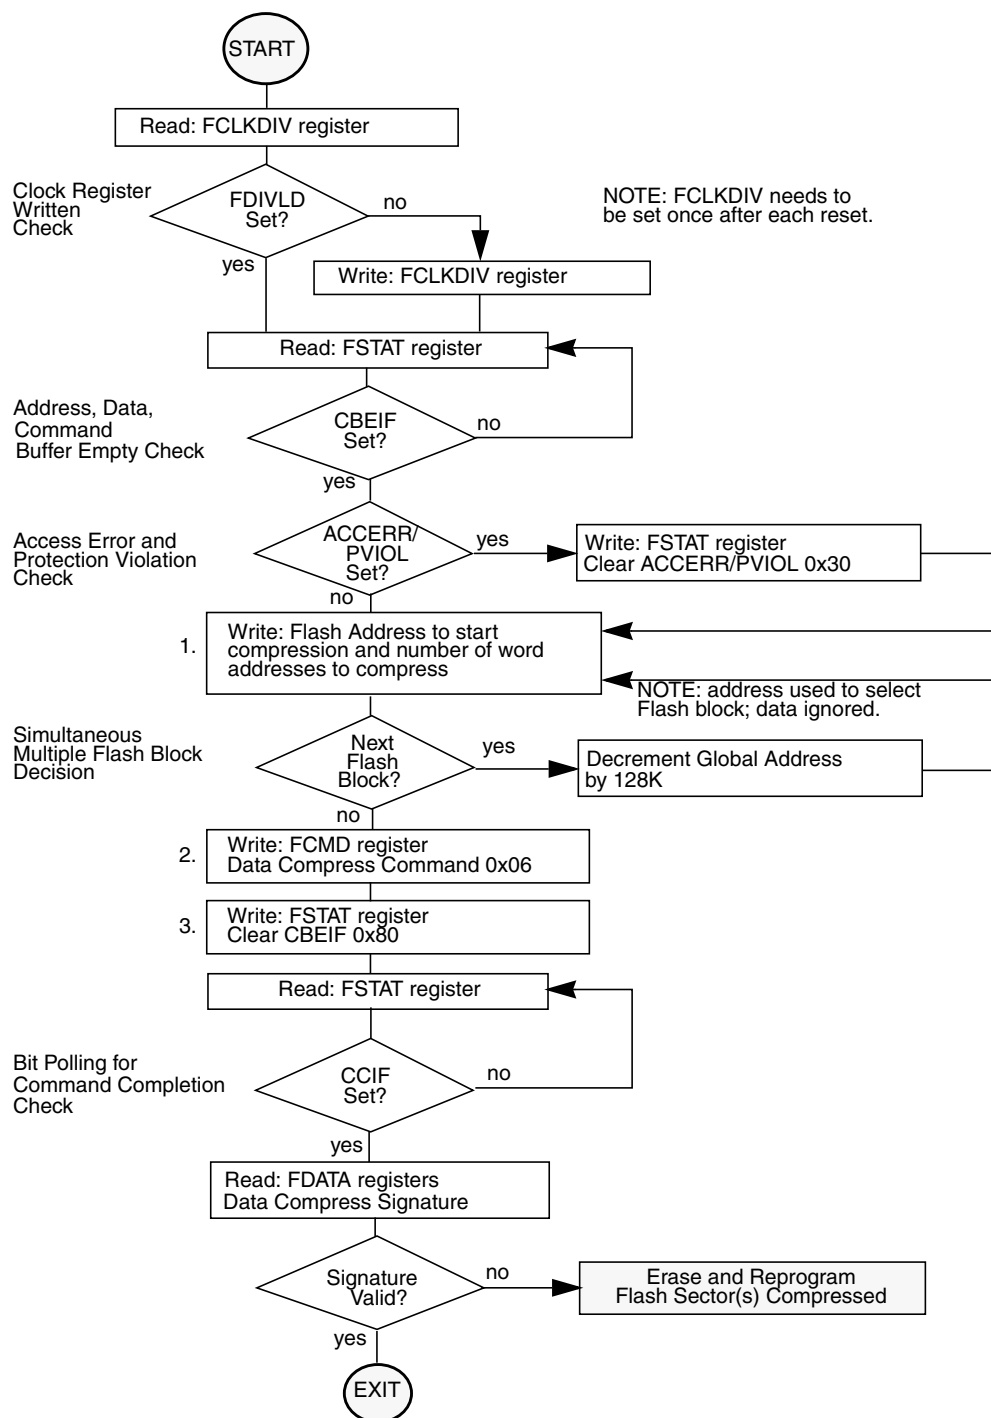 START
Read: FCLKDIV register
Clock Register
Written
Check
FDIVLD
Set?
no
yes
NOTE: FCLKDIV needs to
be set once after each reset.
Write: FCLKDIV register
Read: FSTAT register
Address, Data,
Command
Buffer Empty Check
CBEIF
Set?
no
yes
Access Error and
Protection Violation
Check
ACCERR/
PVIOL
Set?
yes
no
Write: FSTAT register
Clear ACCERR/PVIOL 0x30
1.
Write: Flash Address to start
compression and number of word
addresses to compress
NOTE: address used to select
Flash block; data ignored.
Simultaneous
Multiple Flash Block
Decision
Next
Flash
Block?
yes
no
Decrement Global Address
by 128K
2.
Write: FCMD register
Data Compress Command 0x06
3.
Write: FSTAT register
Clear CBEIF 0x80
Read: FSTAT register
Bit Polling for
Command Completion
Check
CCIF
Set?
no
yes
Read: FDATA registers
Data Compress Signature
Signature
Valid?
no
yes
Erase and Reprogram
Flash Sector(s) Compressed
EXIT